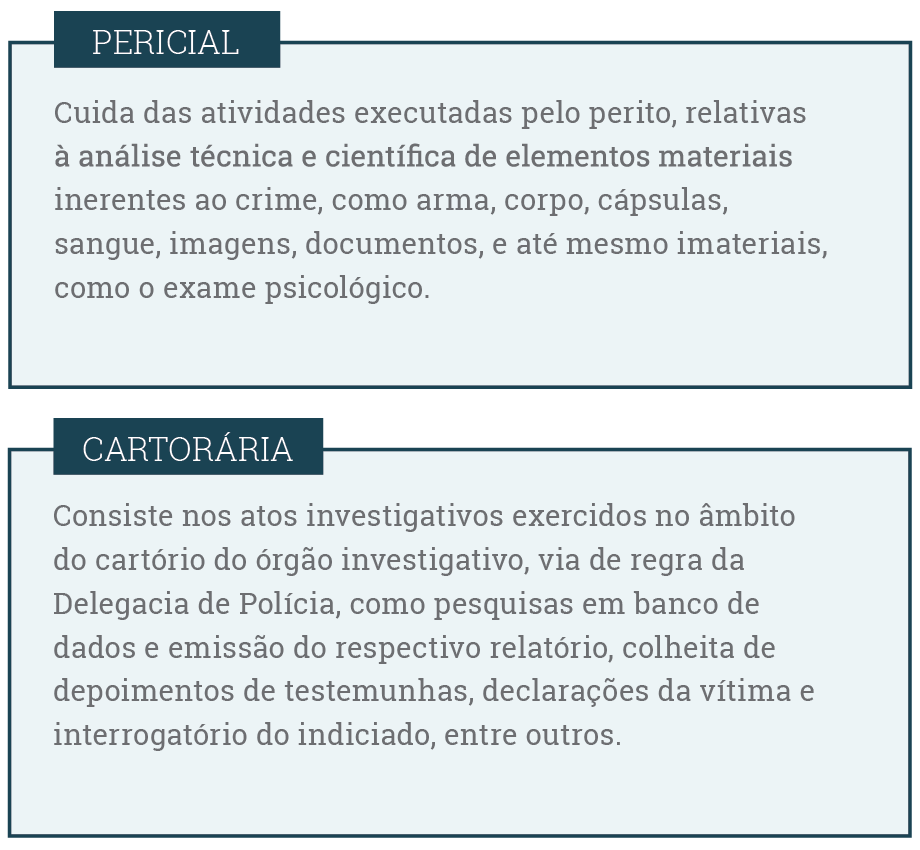 PERICIAL
Cuida das atividades executadas pelo perito, relativas
à análise técnica e científica de elementos materiais
inerentes ao crime, como arma, corpo, cápsulas,
sangue, imagens, documentos, e até mesmo imateriais,
como o exame psicológico.
CARTORÁRIA
Consiste nos atos investigativos exercidos no âmbito
do cartório do órgão investigativo, via de regra da
Delegacia de Polícia, como pesquisas em banco de
dados e emissão do respectivo relatório, colheita de
depoimentos de testemunhas, declarações da vítima e
interrogatório do indiciado, entre outros.